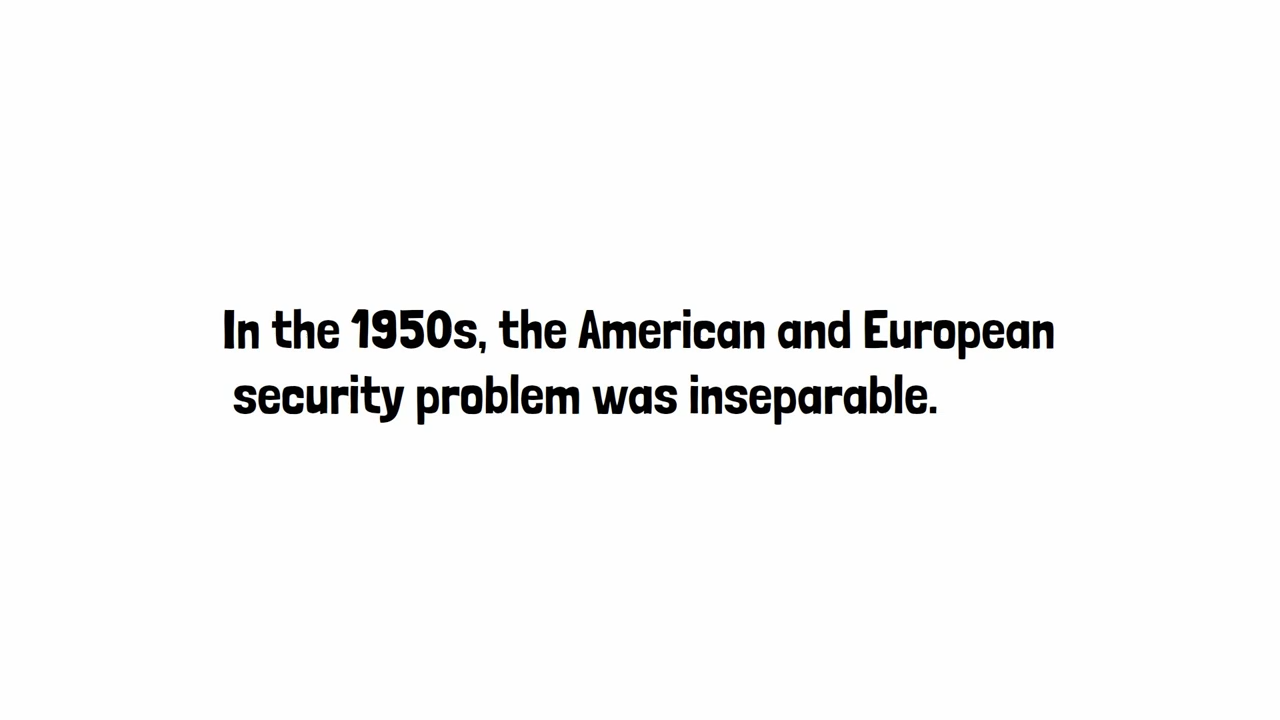 In the 1950s, the American and European
security problem was inseparable.